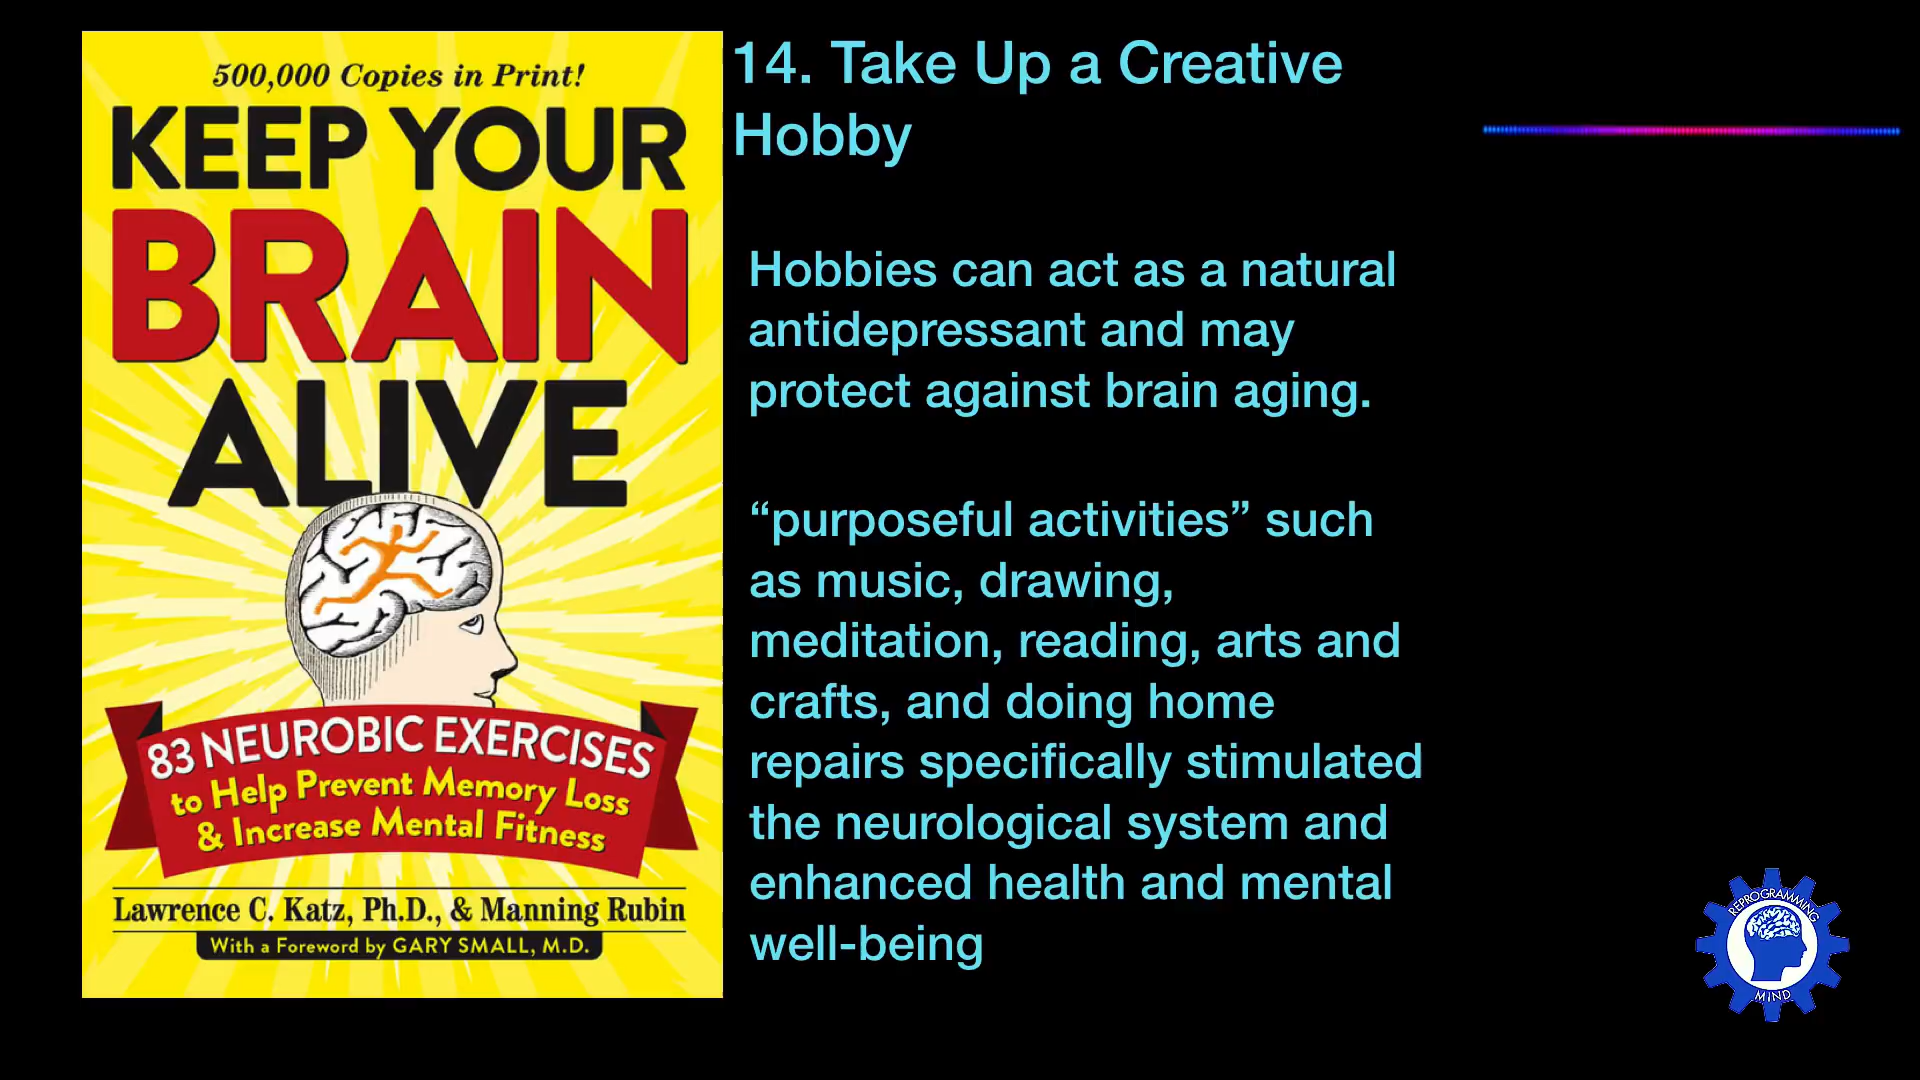 500,000 Copies in Print!
KEEP YOUR
BRAIN
ALIVE
83 NEUROBIC EXERCISES
to Help Prevent Memory Loss
& Increase Mental Fitness
Lawrence C. Katz, Ph.D., & Manning Rubin
With a Foreword by GARY SMALL, M.D.
14. Take Up a Creative
Hobby
Hobbies can act as a natural
antidepressant and may
protect against brain aging.
“purposeful activities” such
as music, drawing,
meditation, reading, arts and
crafts, and doing home
repairs specifically stimulated
the neurological system and
enhanced health and mental
well-being
REPROGRAMMING
MIND